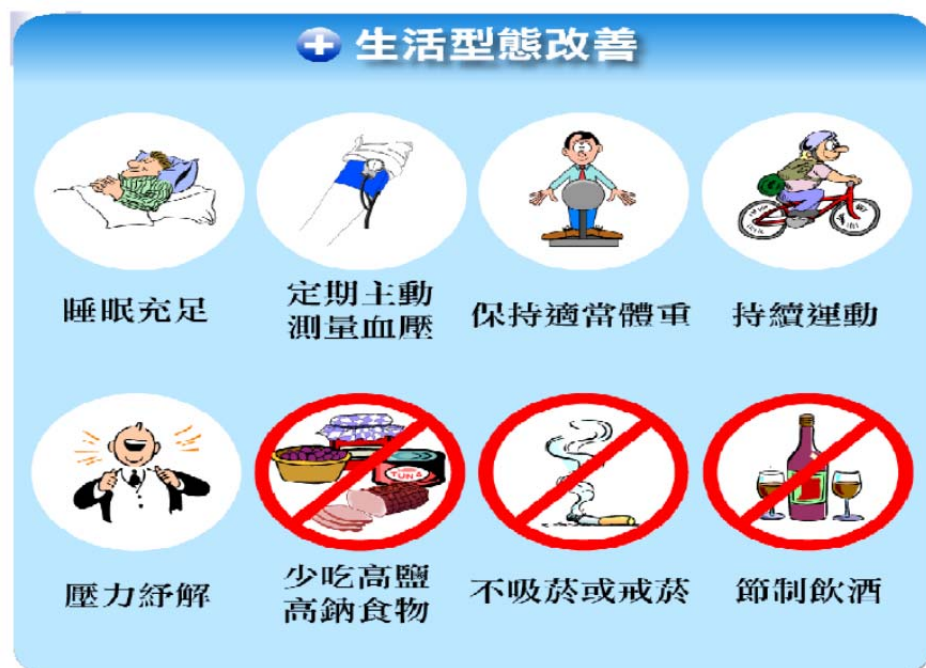 生活型態改善
睡眠充足
定期主動
測量血壓
保持適當體重
持續運動
TUNA
壓力紓解
少吃高鹽
高鈉食物
不吸菸或戒菸
節制飲酒